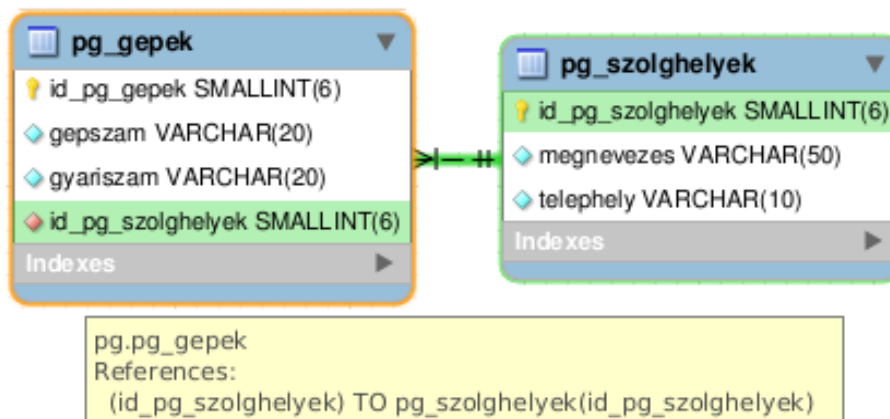 pg_gepek
id_pg_gepek SMALLINT(6)
gepszam VARCHAR(20)
gyariszam VARCHAR(20)
id_pg_szolghelyek SMALLINT(6)
Indexes
pg_szolghelyek
id_pg_szolghelyek SMALLINT(6)
megnevezes VARCHAR(50)
telephely VARCHAR(10)
Indexes
pg.pg_gepek
References:
(id_pg_szolghelyek) TO pg_szolghelyek(id_pg_szolghelyek)